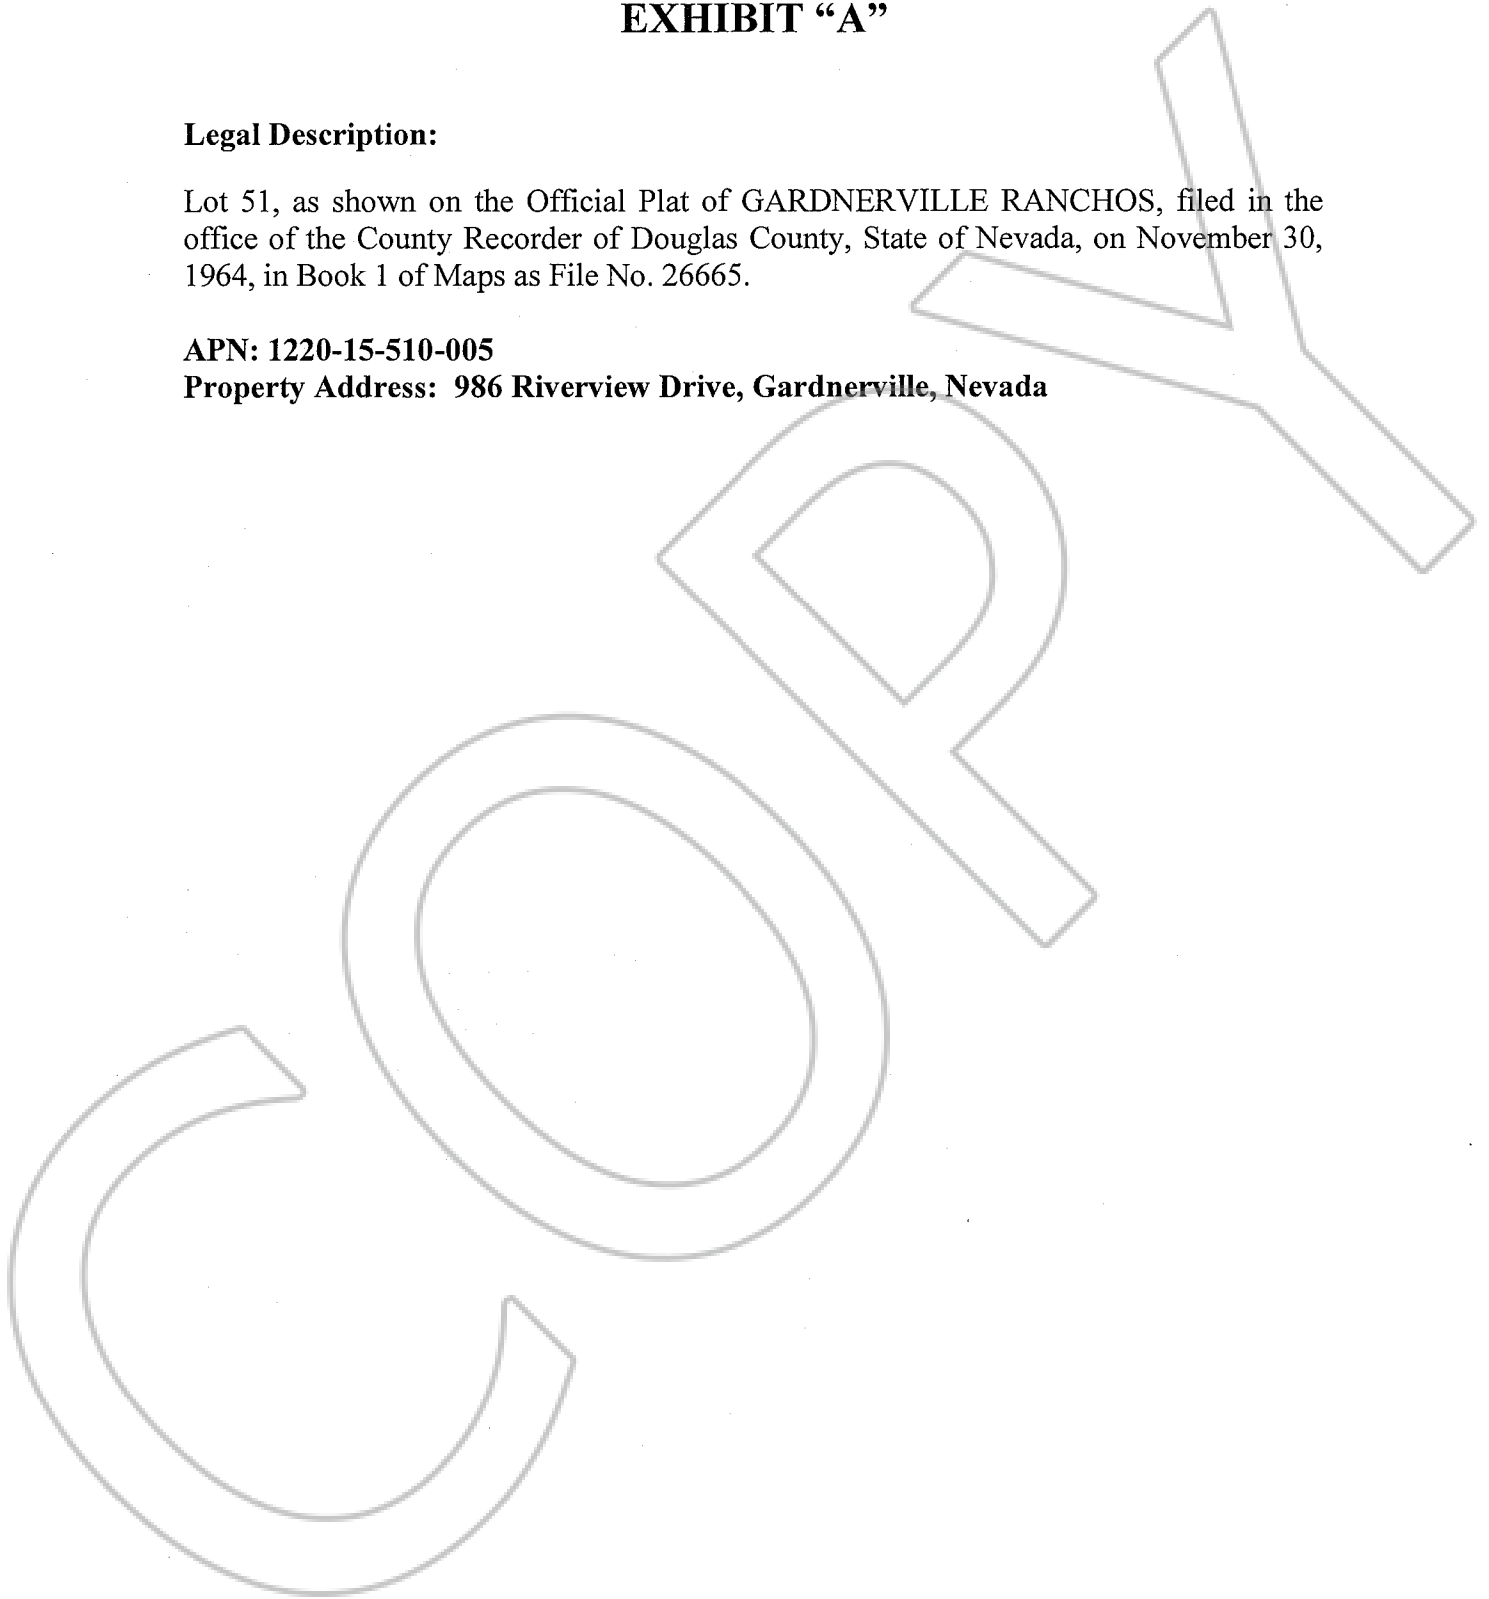 EXHIBIT “A”
Legal Description:
Lot 51, as shown on the Official Plat of GARDNERVILLE RANCHOS, filed in the
office of the County Recorder of Douglas County, State of Nevada, on November 30,
1964, in Book 1 of Maps as File No. 26665.
APN: 1220-15-510-005
Property Address:  986 Riverview Drive, Gardnerville, Nevada
COPY